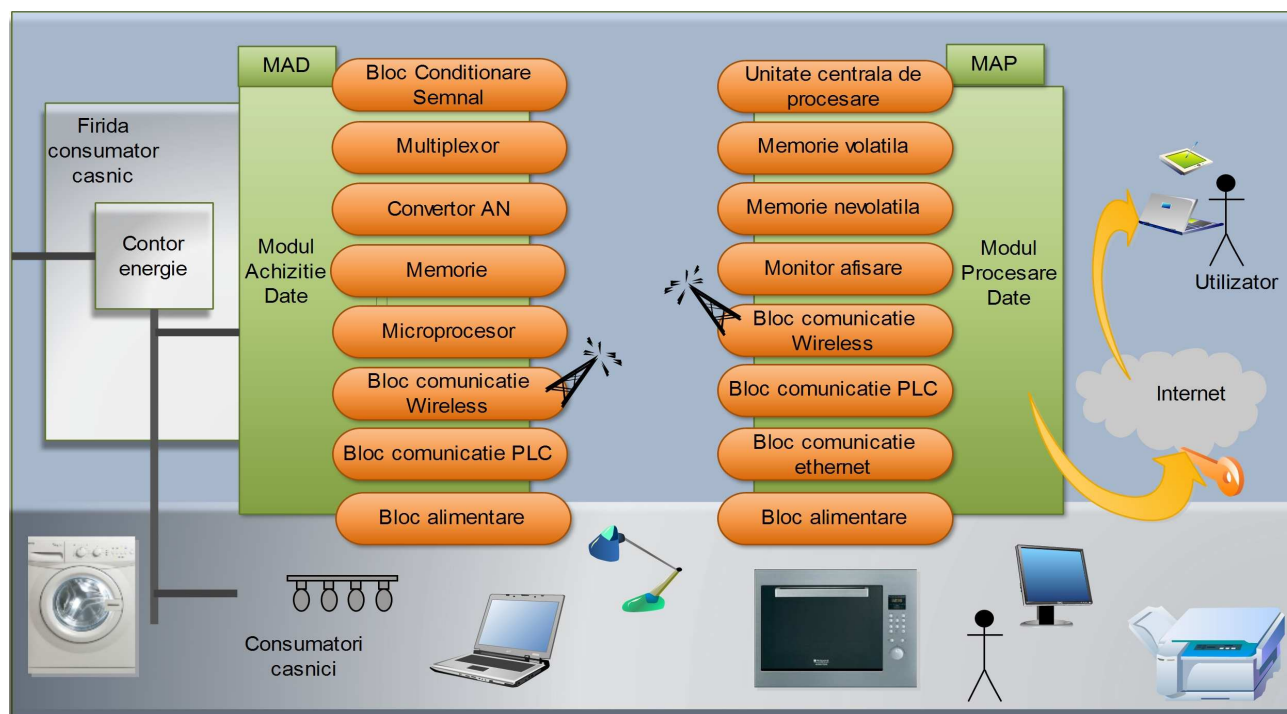 MAD
Bloc Conditionare
Semnal
Firida
consumator
casnic
Multiplexor
Convertor AN
Contor
energie
Modul
Achizitie
Date
Memorie
Microprocesor
Bloc comunicatie
Wireless
Bloc comunicatie PLC
Bloc alimentare
Unitate centrala de
procesare
MAP
Memorie volatila
Memorie nevolatila
Monitor afisare
Modul
Procesare
Date
Bloc comunicatie
Wireless
Bloc comunicatie PLC
Bloc comunicatie
ethernet
Bloc alimentare
Utilizator
Internet
Consumatori
casnici